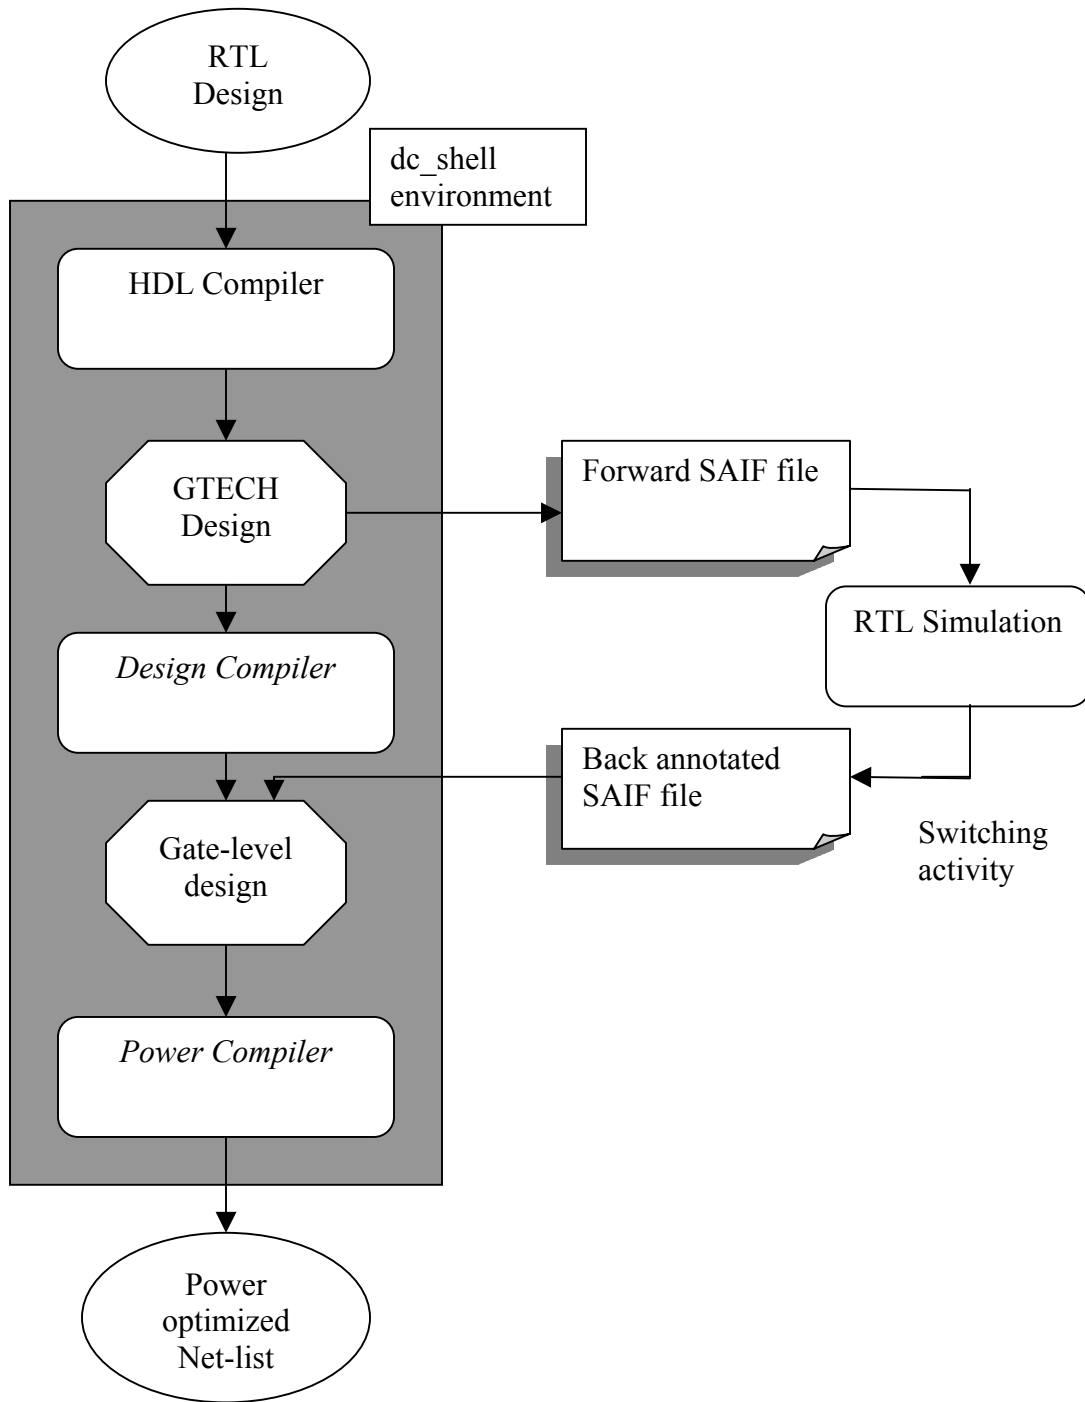 RTL
Design
dc_shell
environment
HDL Compiler
GTECH
Design
Forward SAIF file
RTL Simulation
Design Compiler
Back annotated
SAIF file
Switching
activity
Gate-level
design
Power Compiler
Power
optimized
Net-list